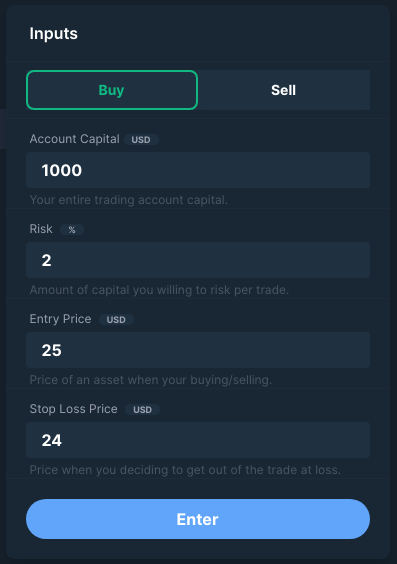 Inputs
Buy Sell
Account Capital USD
1000
Your entire trading account capital.
Risk %
2
Amount of capital you willing to risk per trade.
Entry Price USD
25
Price of an asset when your buying/selling.
Stop Loss Price USD
24
Price when you deciding to get out of the trade at loss.
Enter